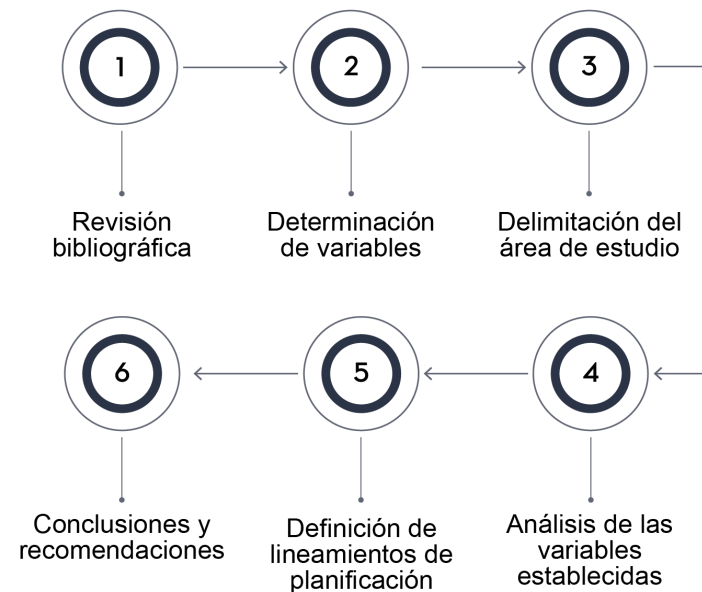 1
2
3
Revisión
bibliográfica
Determinación
de variables
Delimitación del
área de estudio
6
5
4
Conclusiones y
recomendaciones
Definición de
lineamientos de
planificación
Análisis de las
variables
establecidas